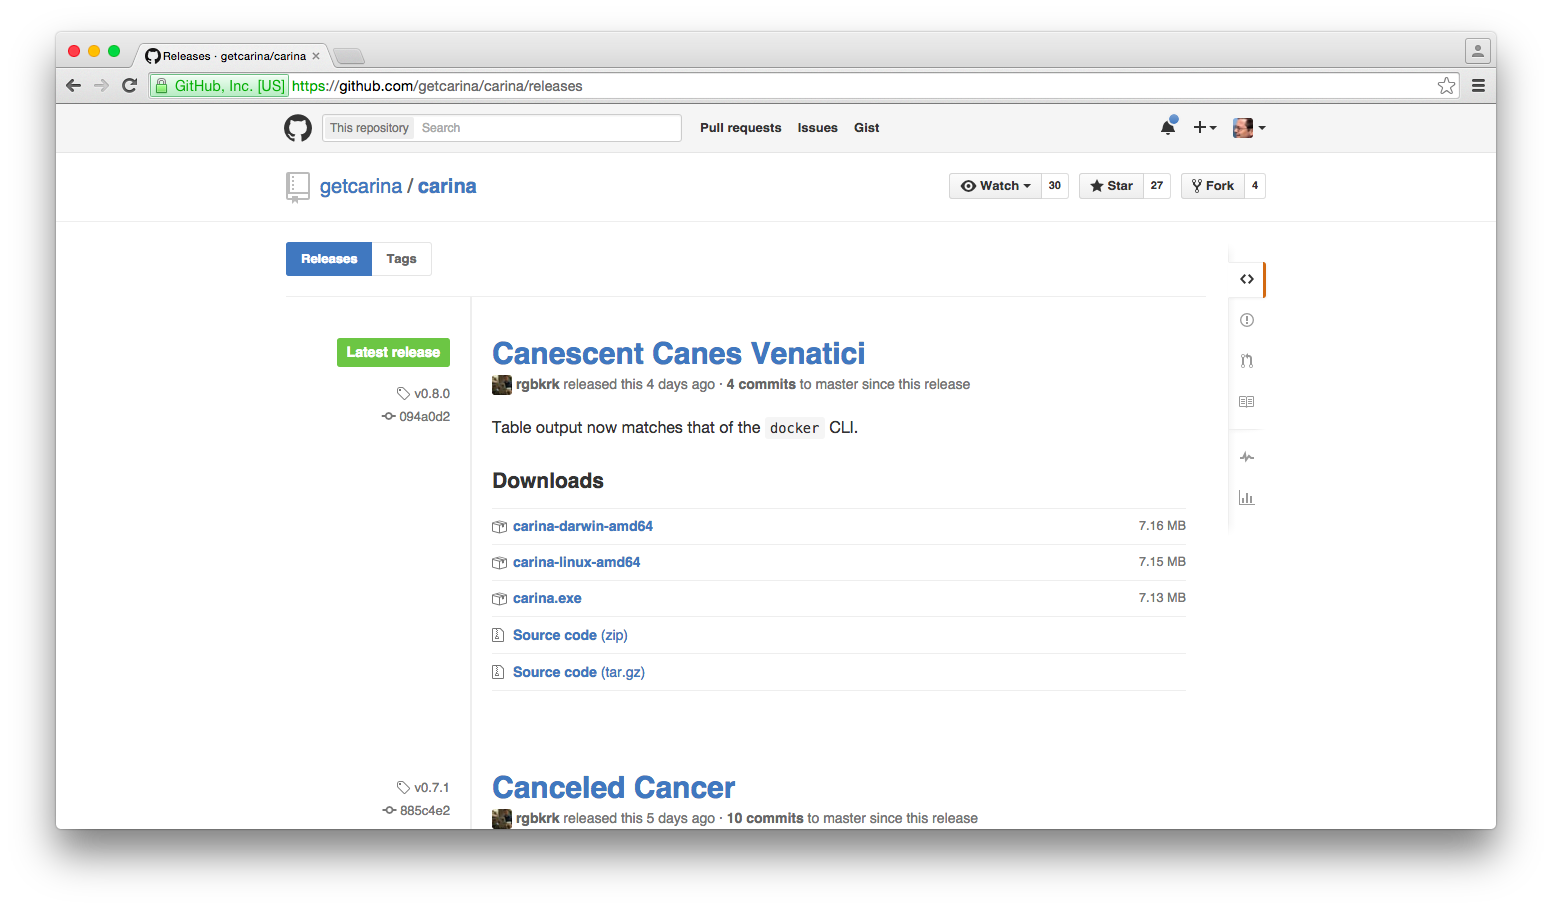 Releases · getcarina/carina ×
GitHub, Inc. [US] https://github.com/getcarina/carina/releases
This repository Search Pull requests Issues Gist
getcarina / carina Watch 30 Star 27 Fork 4
Releases Tags
Latest release
v0.8.0
094a0d2
Canescent Canes Venatici
rgbkrk released this 4 days ago · 4 commits to master since this release
Table output now matches that of the docker CLI.
Downloads
carina-darwin-amd64 7.16 MB
carina-linux-amd64 7.15 MB
carina.exe 7.13 MB
Source code (zip)
Source code (tar.gz)
v0.7.1
885c4e2
Canceled Cancer
rgbkrk released this 5 days ago · 10 commits to master since this release